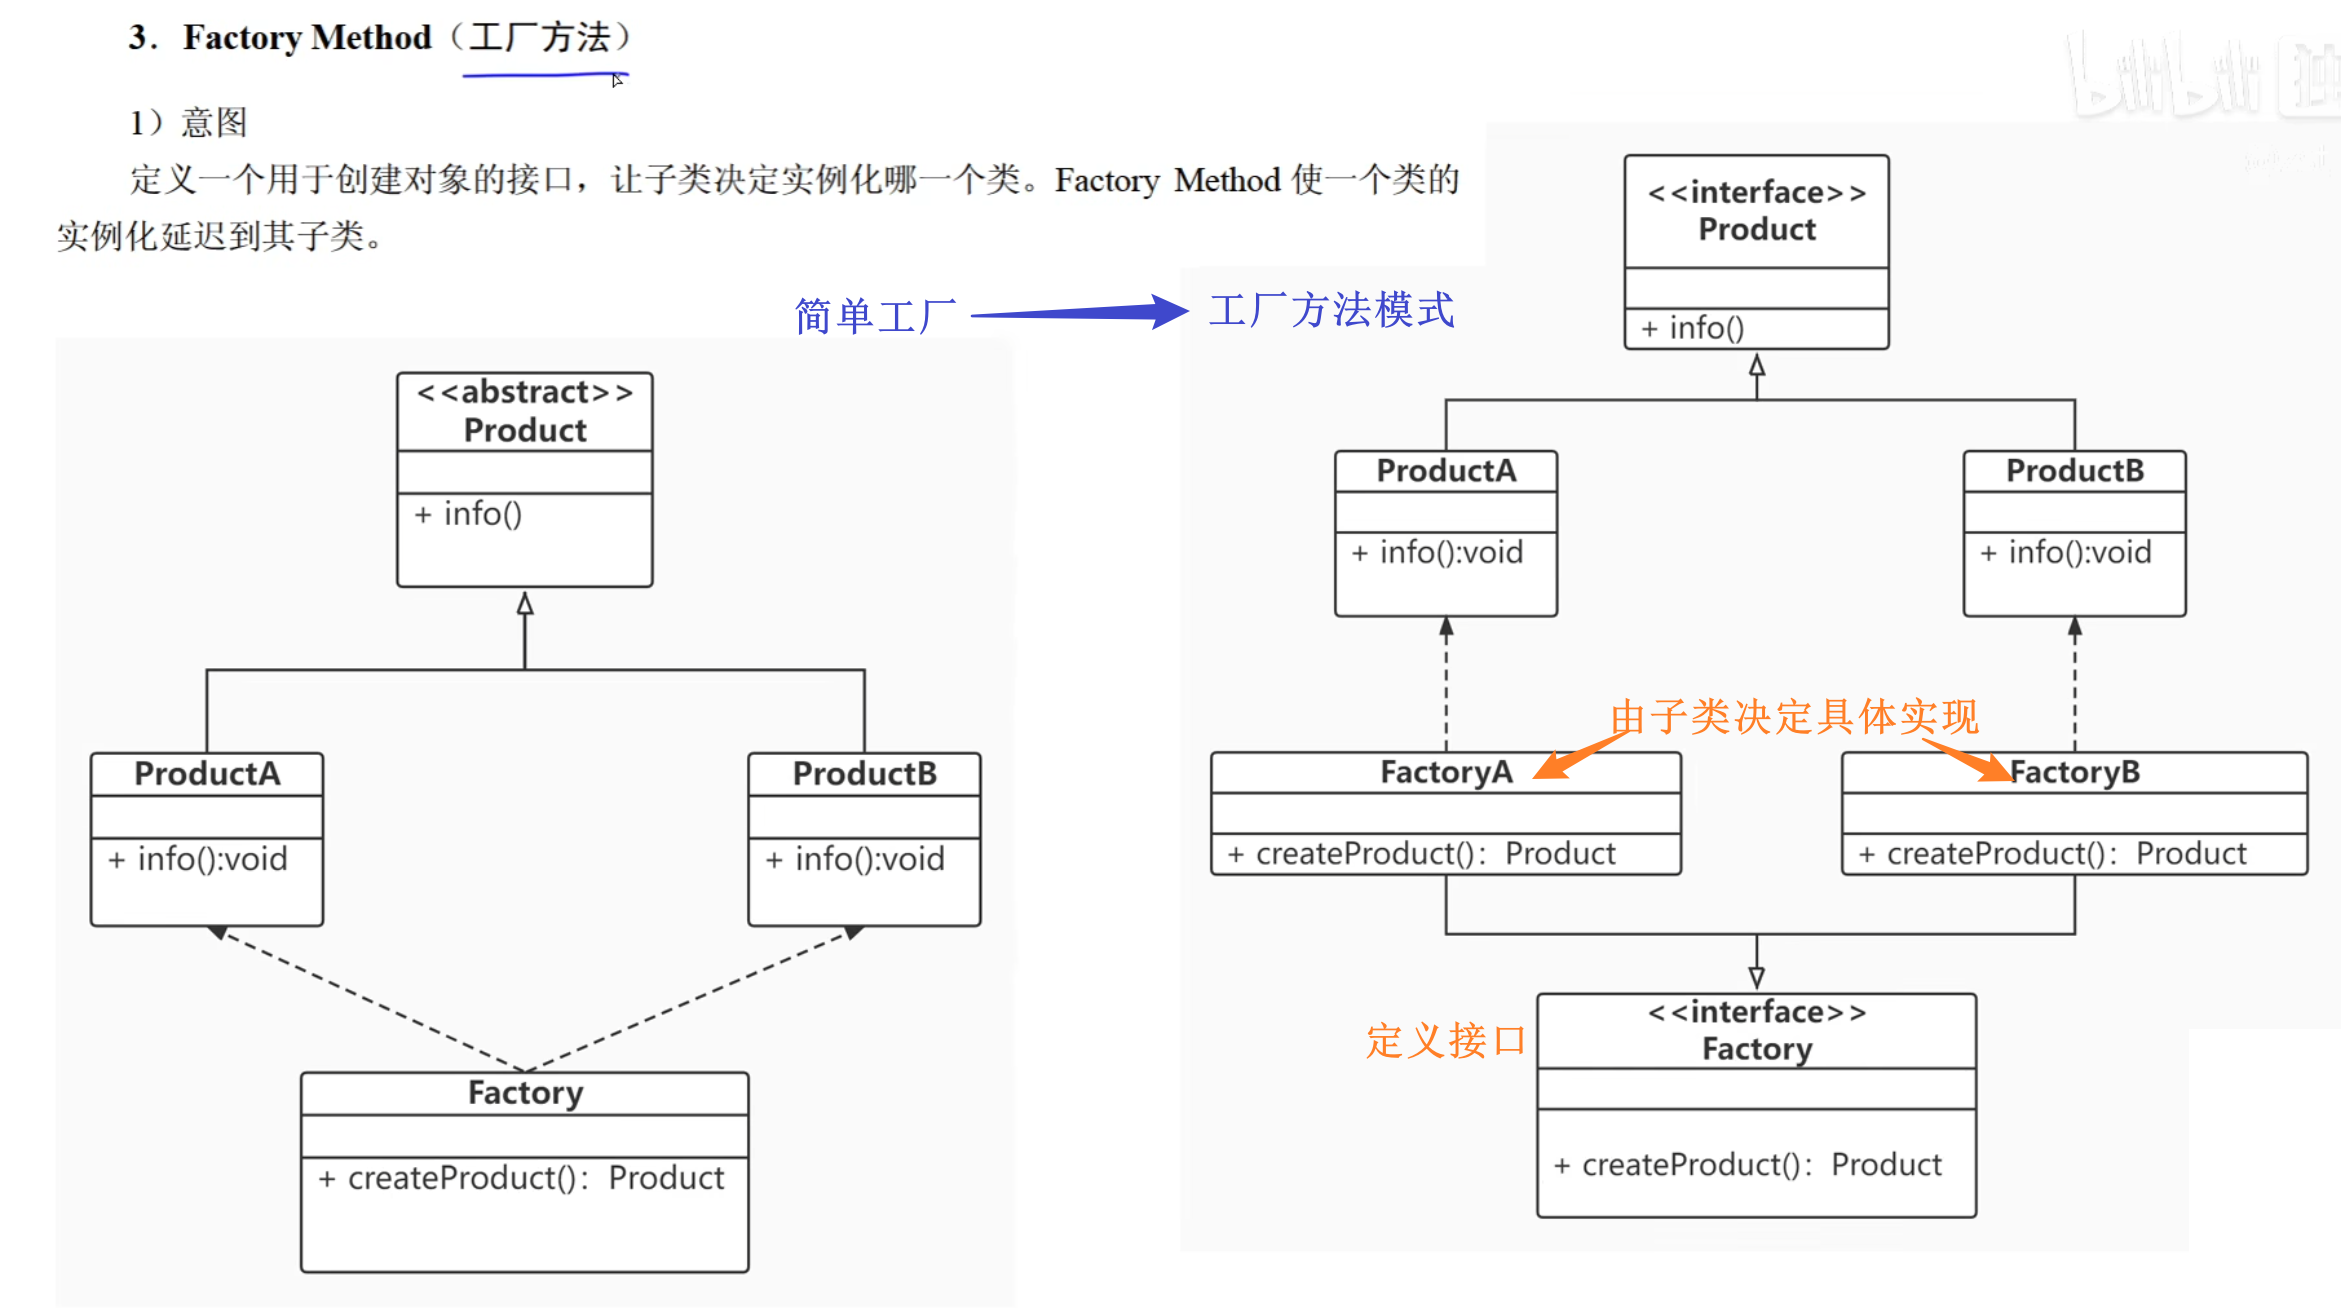 3. Factory Method（工厂方法）
1）意图
定义一个用于创建对象的接口，让子类决定实例化哪一个类。Factory Method 使一个类的
实例化延迟到其子类。
简单工厂
工厂方法模式
<<abstract>>
Product
+ info()
ProductA
+ info():void
ProductB
+ info():void
Factory
+ createProduct()：Product
<<interface>>
Product
+ info()
ProductA
+ info():void
ProductB
+ info():void
由子类决定具体实现
FactoryA
+ createProduct()：Product
FactoryB
+ createProduct()：Product
定义接口
<<interface>>
Factory
+ createProduct()：Product
bilibili